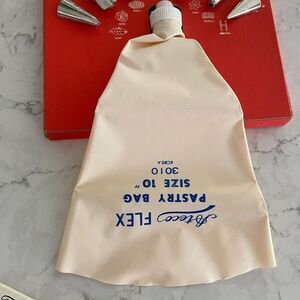 Ateco FLEX
PASTRY BAG
SIZE 10"
3010
KOREA